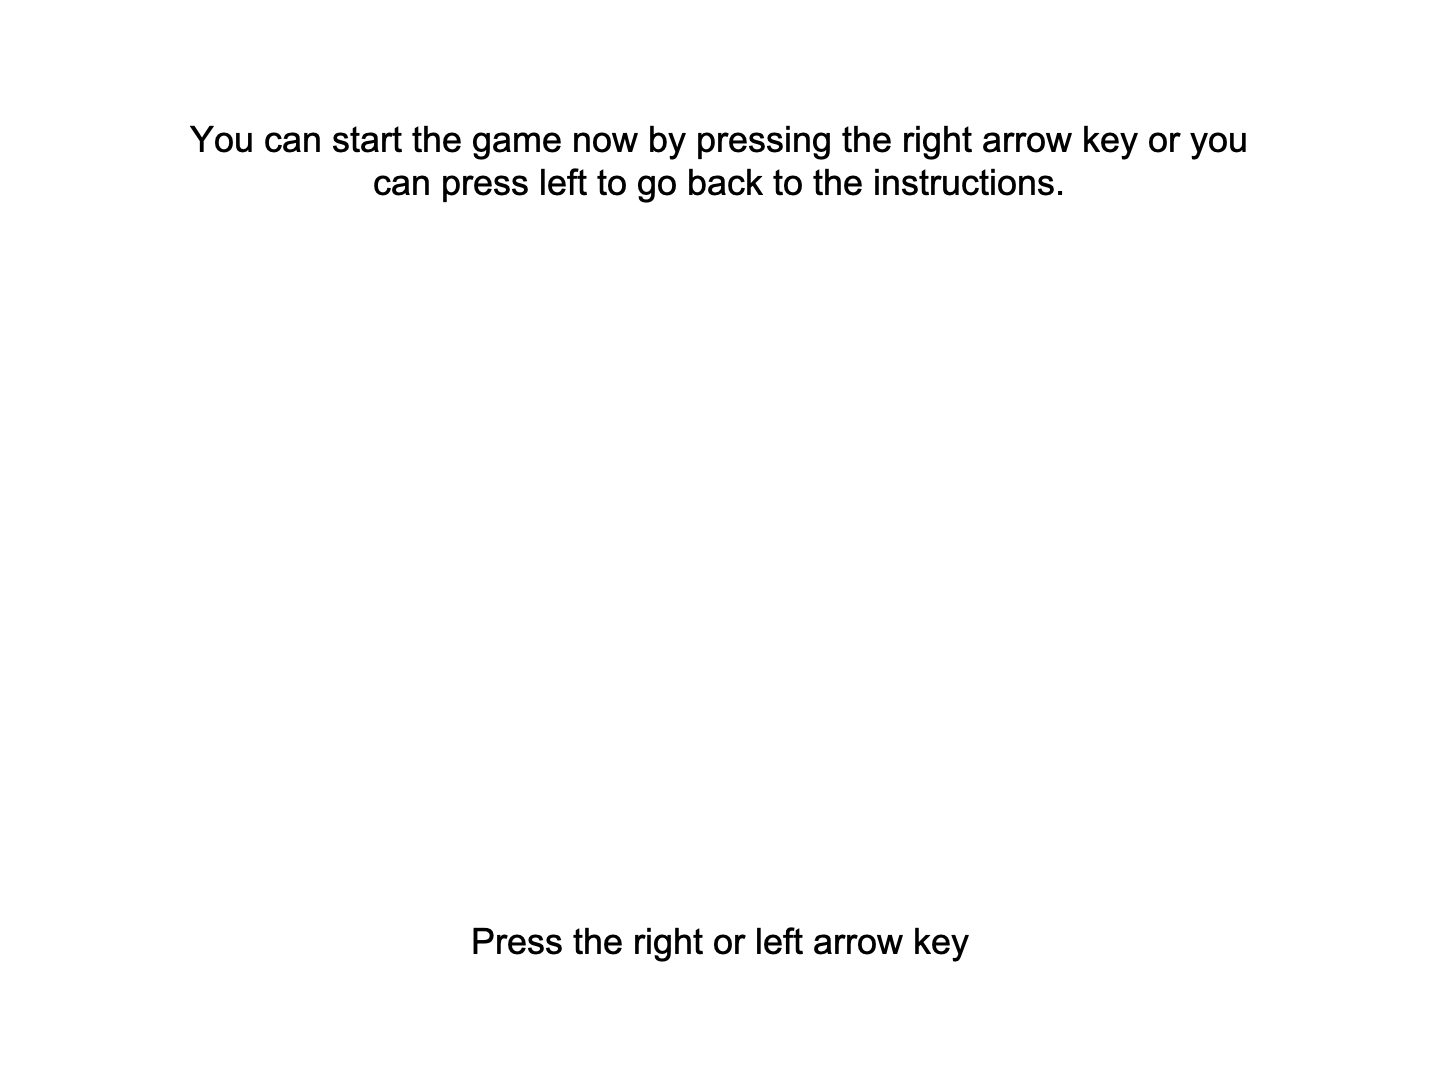 You can start the game now by pressing the right arrow key or you
can press left to go back to the instructions.
Press the right or left arrow key